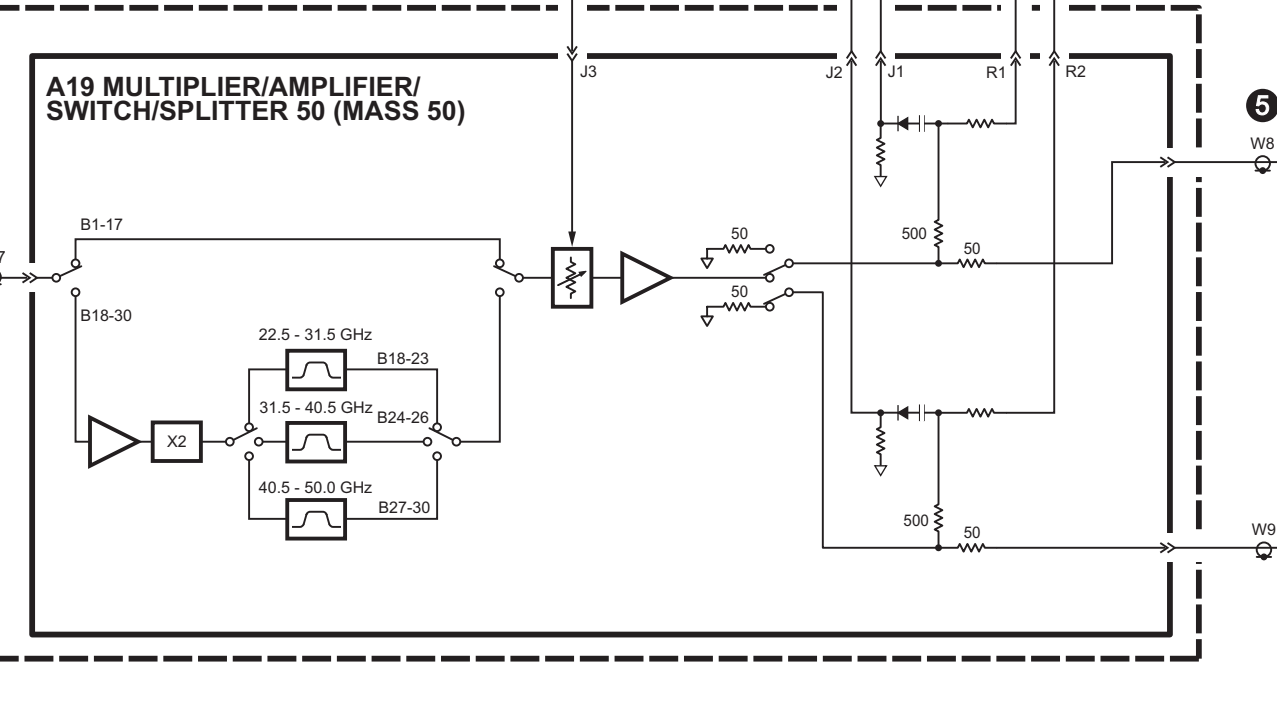 J3
J2
J1
R1
R2
A19 MULTIPLIER/AMPLIFIER/
SWITCH/SPLITTER 50 (MASS 50)
5
W8
B1-17
7
50
500
50
B18-30
50
22.5 - 31.5 GHz
B18-23
31.5 - 40.5 GHz
B24-26
X2
40.5 - 50.0 GHz
B27-30
500
50
W9